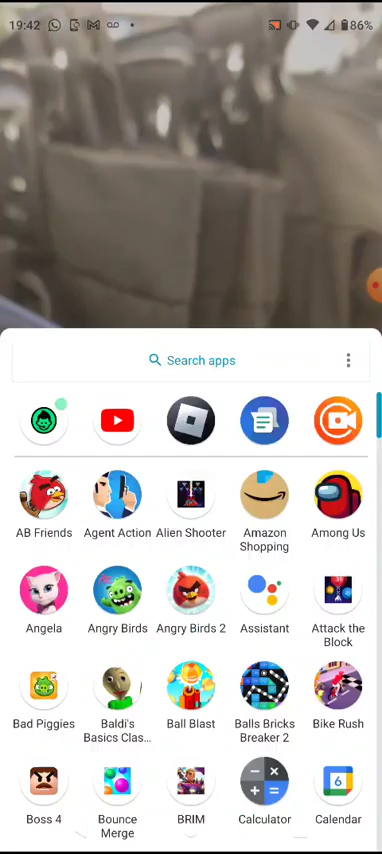 19:42
86%
Search apps
AB Friends
Agent Action
Alien Shooter
Amazon
Shopping
Among Us
Angela
Angry Birds
Angry Birds 2
Assistant
Attack the
Block
Bad Piggies
Baldi's
Basics Clas...
Ball Blast
Balls Bricks
Breaker 2
Bike Rush
Boss 4
Bounce
Merge
BRIM
Calculator
6
Calendar